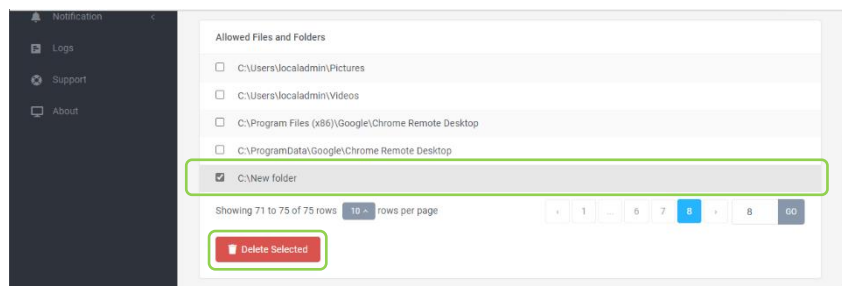 Notification
Logs
Support
About
Allowed Files and Folders
C:\Users\localadmin\Pictures
C:\Users\localadmin\Videos
C:\Program Files (x86)\Google\Chrome Remote Desktop
C:\ProgramData\Google\Chrome Remote Desktop
C:\New folder
Showing 71 to 75 of 75 rows 10 rows per page ‹ 1 ... 6 7 8 › 8 GO
Delete Selected